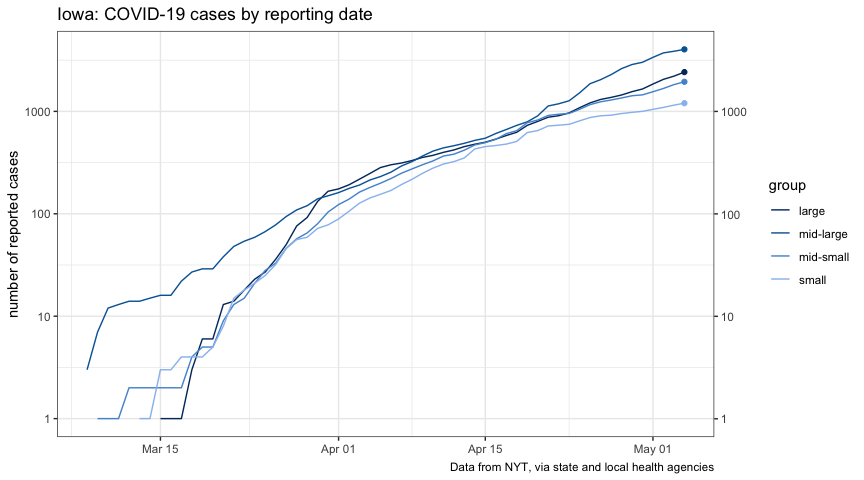 Iowa: COVID-19 cases by reporting date
number of reported cases
1000
100
10
1
1000
100
10
1
Mar 15
Apr 01
Apr 15
May 01
group
large
mid-large
mid-small
small
Data from NYT, via state and local health agencies